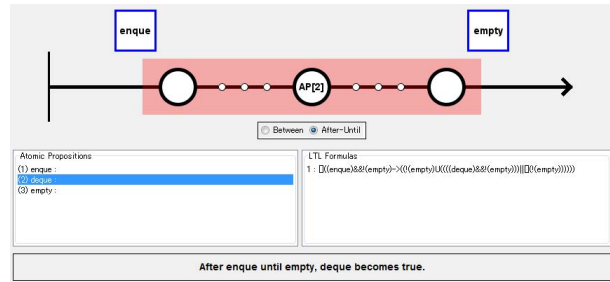 enque
empty
AP[2]
Between After-Until
Atomic Propositions
(1) enque :
(2) deque :
(3) empty :
LTL Formulas
1 : []((enque)&&!(empty)->((!(empty)U((((deque)&&!(empty)))||[](!(empty))))))
After enque until empty, deque becomes true.